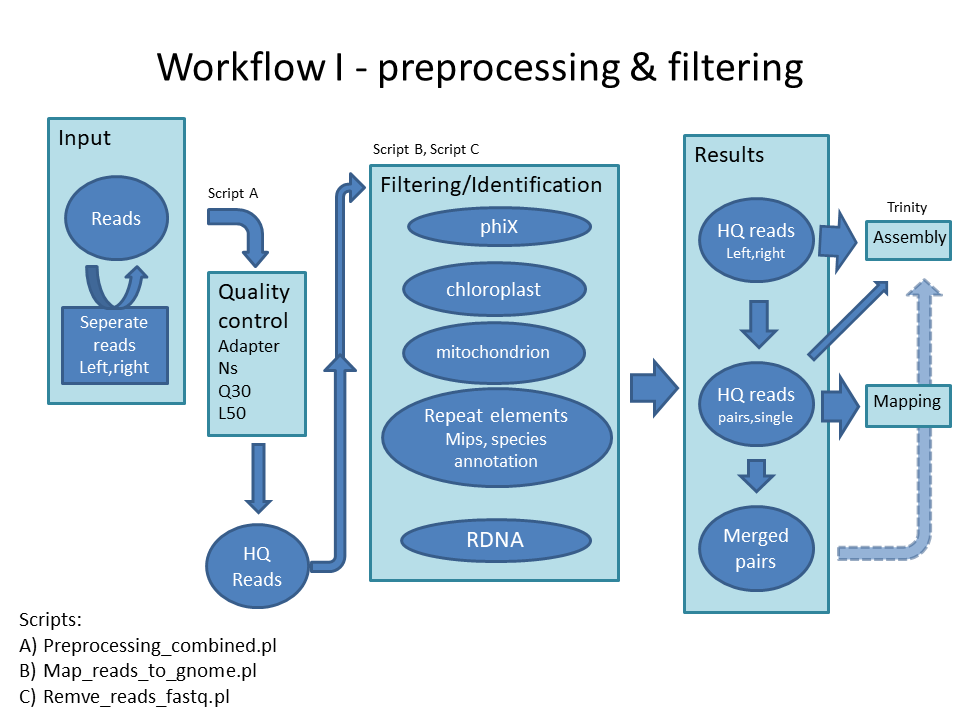 Workflow I - preprocessing & filtering
Input
Reads
Seperate
reads
Left,right
Script A
Quality
control
Adapter
Ns
Q30
L50
HQ
Reads
Script B, Script C
Filtering/Identification
phiX
chloroplast
mitochondrion
Repeat elements
Mips, species
annotation
RDNA
Results
HQ reads
Left,right
HQ reads
pairs,single
Merged
pairs
Trinity
Assembly
Mapping
Scripts:
A) Preprocessing_combined.pl
B) Map_reads_to_gnome.pl
C) Remve_reads_fastq.pl